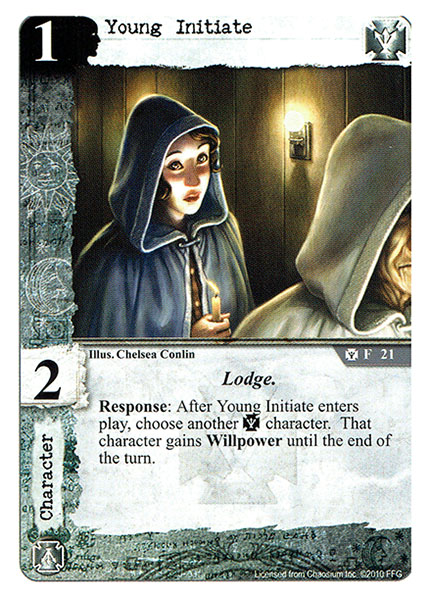 1
Young Initiate
Illus. Chelsea Conlin
F 21
2
Lodge.
Response: After Young Initiate enters
play, choose another character. That
character gains Willpower until the end of
the turn.
Character
Licensed from Chaosium Inc. ©2010 FFG